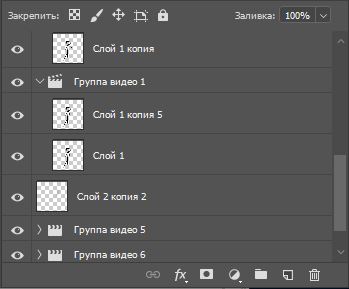 Закрепить: Заливка: 100%
Слой 1 копия
Группа видео 1
Слой 1 копия 5
Слой 1
Слой 2 копия 2
Группа видео 5
Группа видео 6
fx